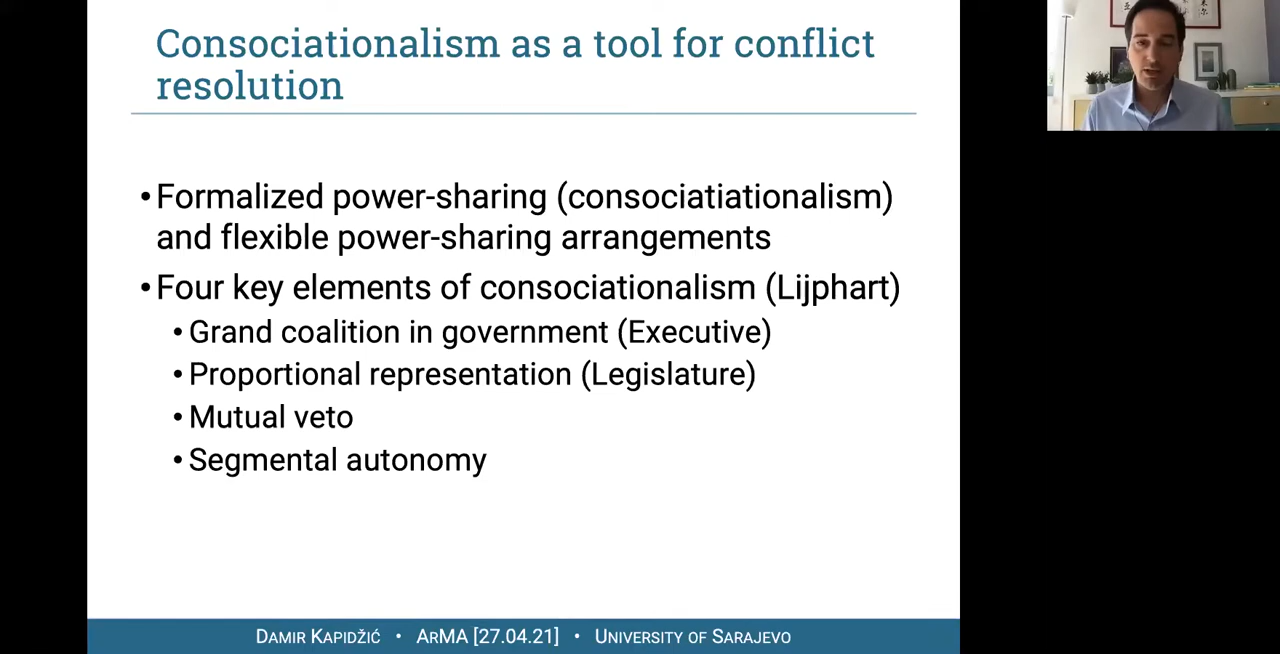 Consociationalism as a tool for conflict
resolution
•Formalized power-sharing (consociatiationalism)
and flexible power-sharing arrangements
•Four key elements of consociationalism (Lijphart)
•Grand coalition in government (Executive)
•Proportional representation (Legislature)
•Mutual veto
•Segmental autonomy
DAMIR KAPIDŽIĆ • ARMA [27.04.21] • UNIVERSITY OF SARAJEVO